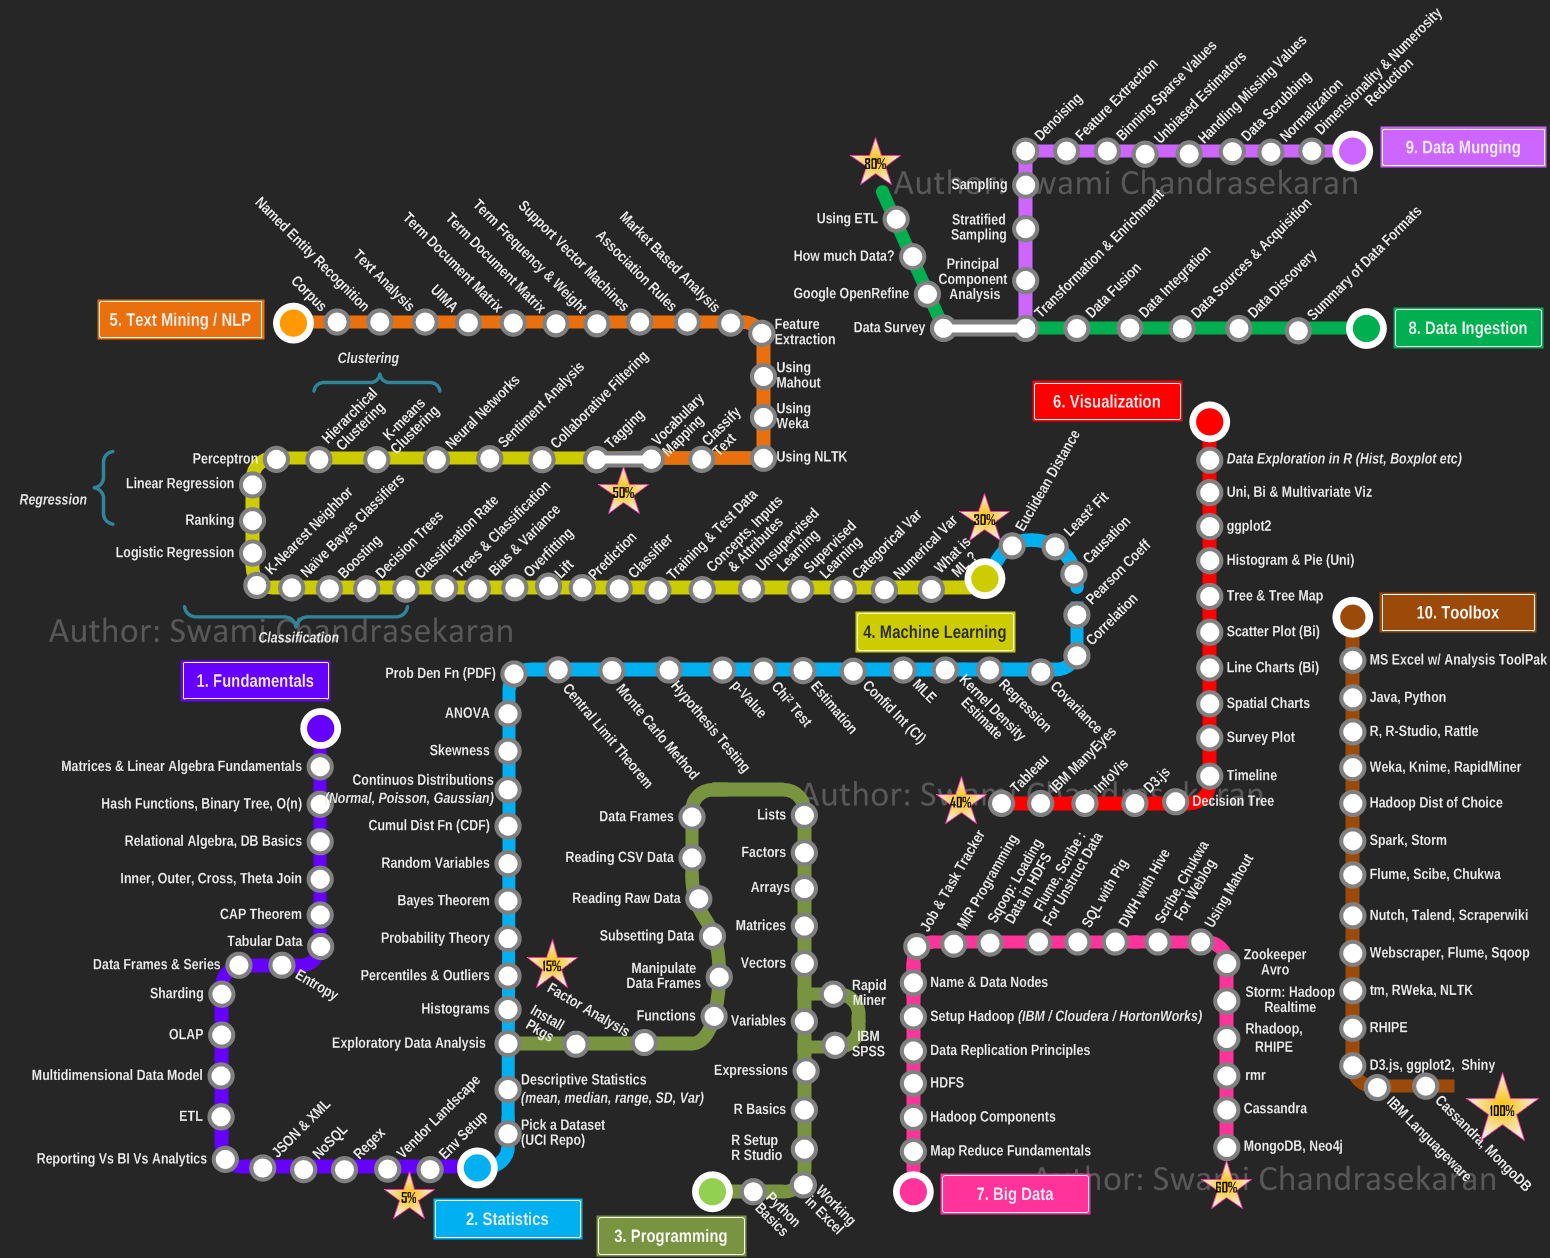 9. Data Munging
Denoising
Feature Extraction
Binning Sparse Values
Unbiased Estimators
Handling Missing Values
Data Scrubbing
Normalization
Dimensionality & Numerosity
Reduction
Sampling
Stratified
Sampling
Principal
Component
Analysis
80%
Author: Swami Chandrasekaran
Using ETL
How much Data?
Google OpenRefine
Data Survey
Transformation & Enrichment
Data Fusion
Data Integration
Data Sources & Acquisition
Data Discovery
Summary of Data Formats
8. Data Ingestion
5. Text Mining / NLP
Corpus
Named Entity Recognition
Text Analysis
UIMA
Term Document Matrix
Term Document Matrix
Term Frequency & Weight
Support Vector Machines
Association Rules
Market Based Analysis
Feature
Extraction
Using
Mahout
Using
Weka
Using NLTK
Classify
Text
Vocabulary
Mapping
50%
Tagging
Collaborative Filtering
Sentiment Analysis
Neural Networks
K-means
Clustering
Hierarchical
Clustering
Clustering
Perceptron
Linear Regression
Regression
Ranking
Logistic Regression
K-Nearest Neighbor
Naïve Bayes Classifiers
Boosting
Decision Trees
Classification Rate
Trees & Classification
Bias & Variance
Overfitting
Lift
Prediction
Classifier
Training & Test Data
Concepts, Inputs
& Attributes
Unsupervised
Learning
Supervised
Learning
Categorical Var
Numerical Var
What is
ML?
30%
Classification
Author: Swami Chandrasekaran
4. Machine Learning
Euclidean Distance
Least² Fit
Causation
Pearson Coeff
Correlation
Covariance
Regression
Kernel Density
Estimate
MLE
Confid Int (CI)
Estimation
Chi² Test
p-Value
Hypothesis Testing
Monte Carlo Method
Central Limit Theorem
Prob Den Fn (PDF)
ANOVA
Skewness
Continuos Distributions
(Normal, Poisson, Gaussian)
Cumul Dist Fn (CDF)
Random Variables
Bayes Theorem
Probability Theory
Percentiles & Outliers
Histograms
Exploratory Data Analysis
Descriptive Statistics
(mean, median, range, SD, Var)
Pick a Dataset
(UCI Repo)
2. Statistics
1. Fundamentals
Matrices & Linear Algebra Fundamentals
Hash Functions, Binary Tree, O(n)
Relational Algebra, DB Basics
Inner, Outer, Cross, Theta Join
CAP Theorem
Tabular Data
Entropy
Data Frames & Series
Sharding
OLAP
Multidimensional Data Model
ETL
Reporting Vs BI Vs Analytics
JSON & XML
NoSQL
Regex
Vendor Landscape
Env Setup
5%
15%
Install
Pkgs
Factor Analysis
Functions
Manipulate
Data Frames
Subsetting Data
Reading Raw Data
Reading CSV Data
Data Frames
Lists
Factors
Arrays
Matrices
Vectors
Variables
Rapid
Miner
IBM
SPSS
Expressions
R Basics
R Setup
R Studio
Working
in Excel
Python
Basics
3. Programming
6. Visualization
Data Exploration in R (Hist, Boxplot etc)
Uni, Bi & Multivariate Viz
ggplot2
Histogram & Pie (Uni)
Tree & Tree Map
Scatter Plot (Bi)
Line Charts (Bi)
Spatial Charts
Survey Plot
Timeline
Decision Tree
D3.js
InfoVis
IBM ManyEyes
Tableau
40%
Author: Swami Chandrasekaran
7. Big Data
Map Reduce Fundamentals
Hadoop Components
HDFS
Data Replication Principles
Setup Hadoop (IBM / Cloudera / HortonWorks)
Name & Data Nodes
Job & Task Tracker
M/R Programming
Sqoop: Loading
Data in HDFS
Flume, Scribe :
For Unstruct Data
SQL with Pig
DWH with Hive
Scribe, Chukwa
For Weblog
Using Mahout
Zookeeper
Avro
Storm: Hadoop
Realtime
Rhadoop,
RHIPE
rmr
Cassandra
MongoDB, Neo4j
60%
Author: Swami Chandrasekaran
10. Toolbox
MS Excel w/ Analysis ToolPak
Java, Python
R, R-Studio, Rattle
Weka, Knime, RapidMiner
Hadoop Dist of Choice
Spark, Storm
Flume, Scibe, Chukwa
Nutch, Talend, Scraperwiki
Webscraper, Flume, Sqoop
tm, RWeka, NLTK
RHIPE
D3.js, ggplot2, Shiny
IBM Languageware
Cassandra, MongoDB
100%